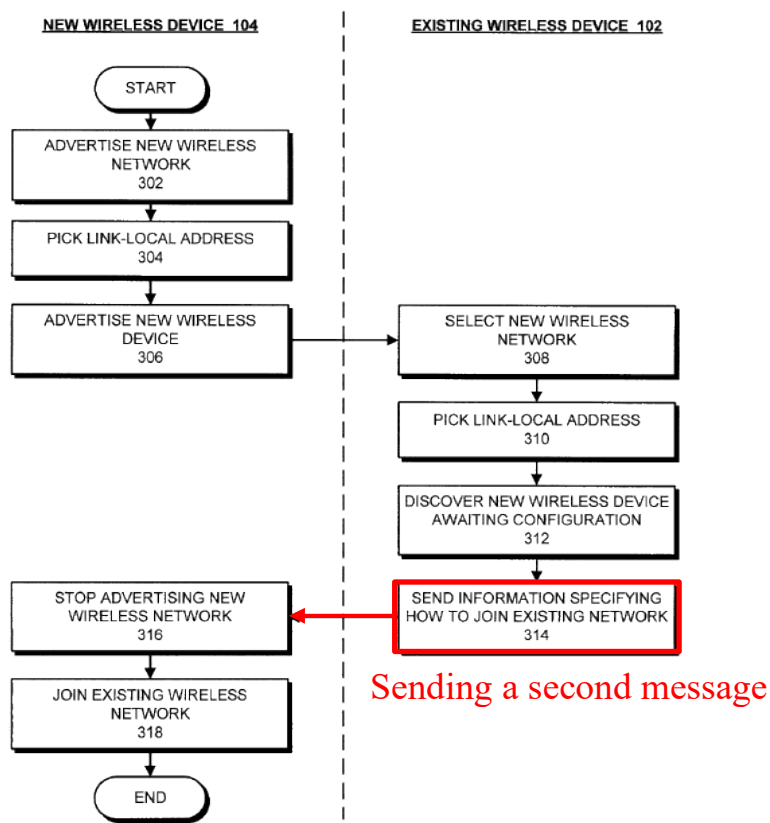 NEW WIRELESS DEVICE 104
EXISTING WIRELESS DEVICE 102
START
ADVERTISE NEW WIRELESS
NETWORK
302
PICK LINK-LOCAL ADDRESS
304
ADVERTISE NEW WIRELESS
DEVICE
306
SELECT NEW WIRELESS
NETWORK
308
PICK LINK-LOCAL ADDRESS
310
DISCOVER NEW WIRELESS DEVICE
AWAITING CONFIGURATION
312
SEND INFORMATION SPECIFYING
HOW TO JOIN EXISTING NETWORK
314
Sending a second message
STOP ADVERTISING NEW
WIRELESS NETWORK
316
JOIN EXISTING WIRELESS
NETWORK
318
END